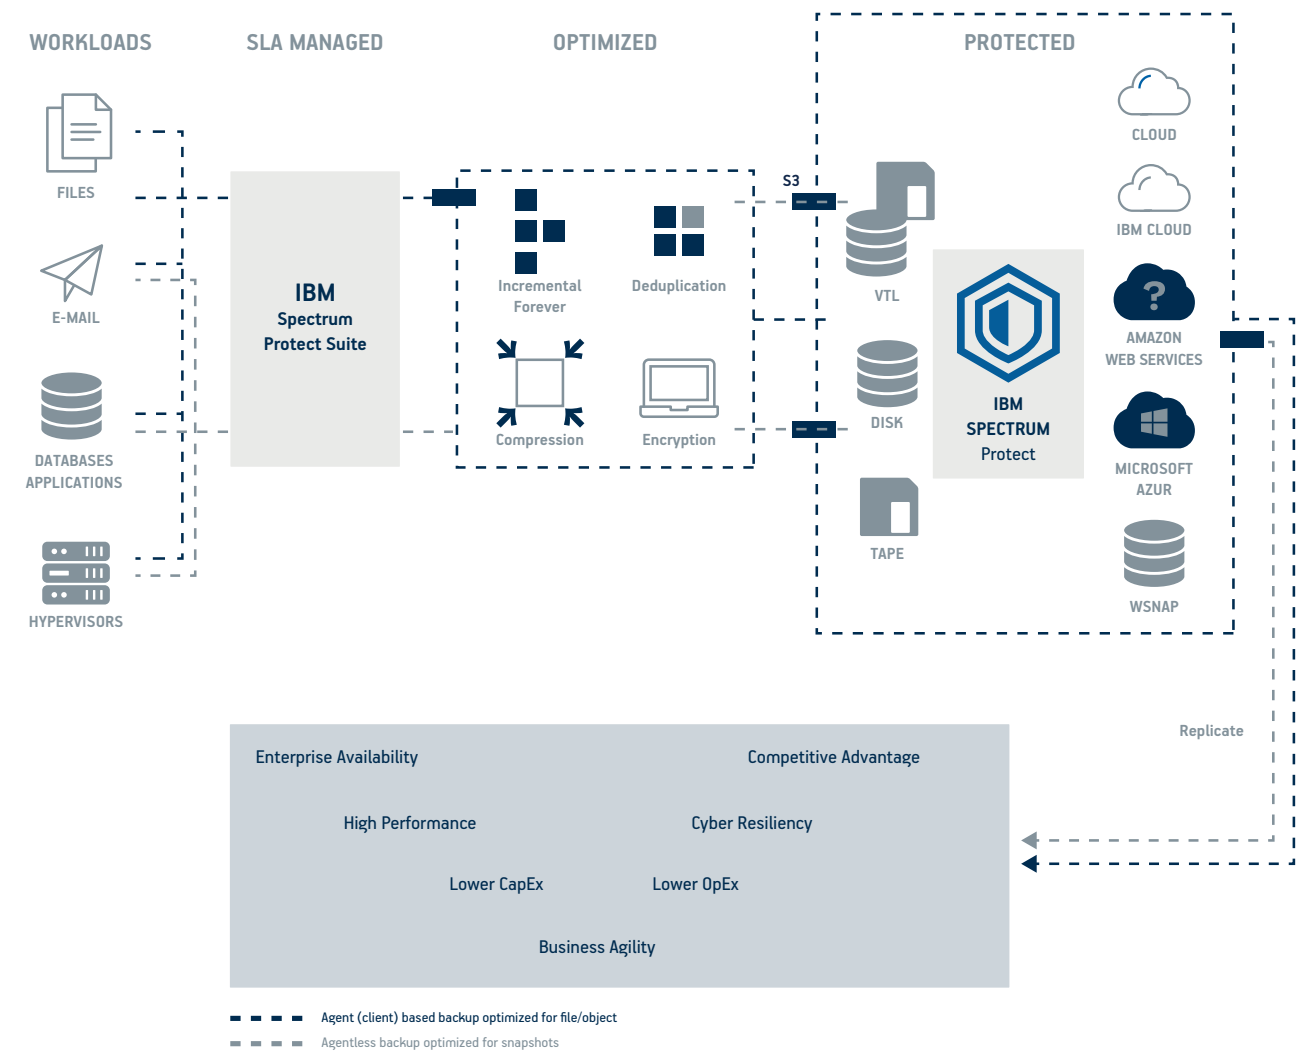 WORKLOADS
SLA MANAGED
OPTIMIZED
PROTECTED
FILES
E-MAIL
DATABASES
APPLICATIONS
HYPERVISORS
IBM
Spectrum
Protect Suite
Incremental
Forever
Deduplication
Compression
Encryption
S3
VTL
DISK
TAPE
IBM
SPECTRUM
Protect
CLOUD
IBM CLOUD
?
AMAZON
WEB SERVICES
MICROSOFT
AZUR
WSNAP
Replicate
Enterprise Availability
Competitive Advantage
High Performance
Cyber Resiliency
Lower CapEx
Lower OpEx
Business Agility
Agent (client) based backup optimized for file/object
Agentless backup optimized for snapshots